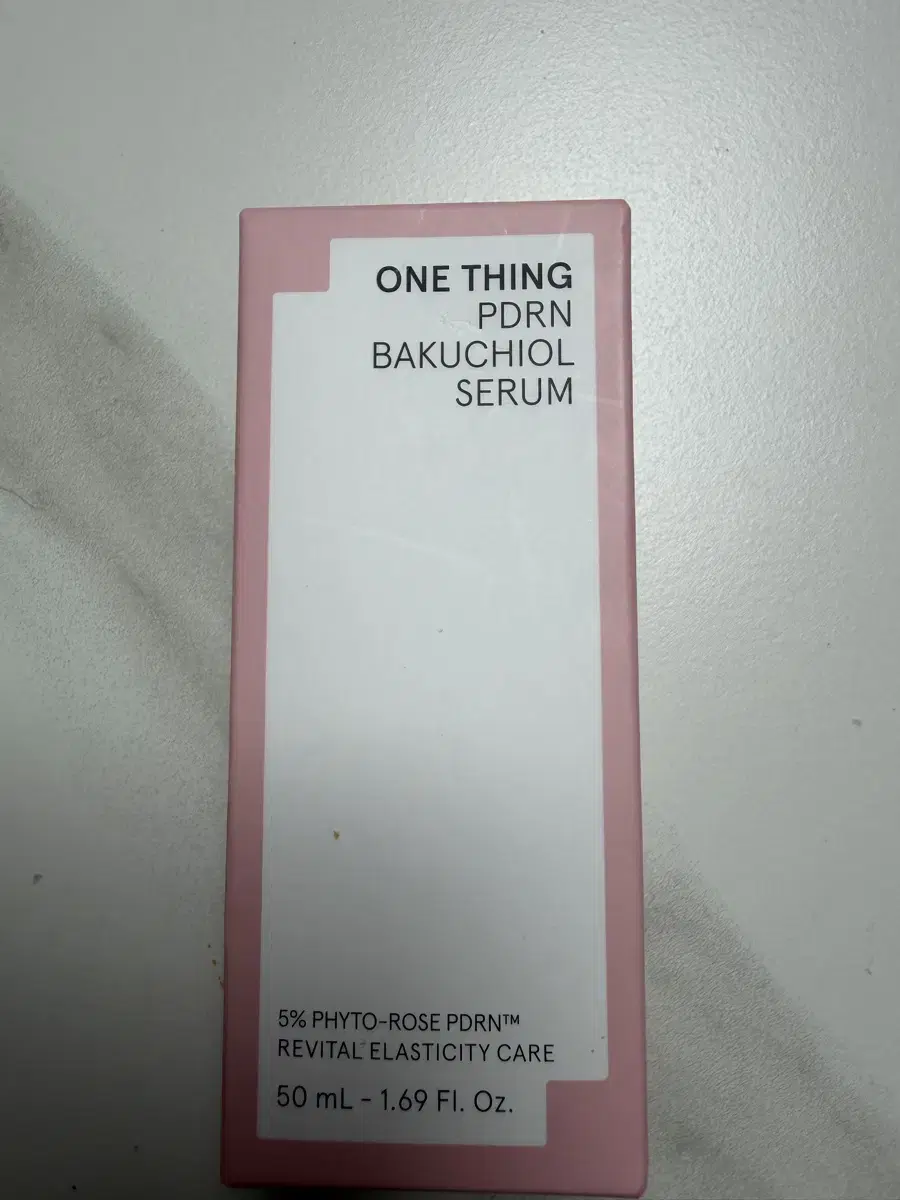 ONE THING
PDRN
BAKUCHIOL
SERUM
5% PHYTO-ROSE PDRN™
REVITAL ELASTICITY CARE
50 mL - 1.69 Fl. Oz.